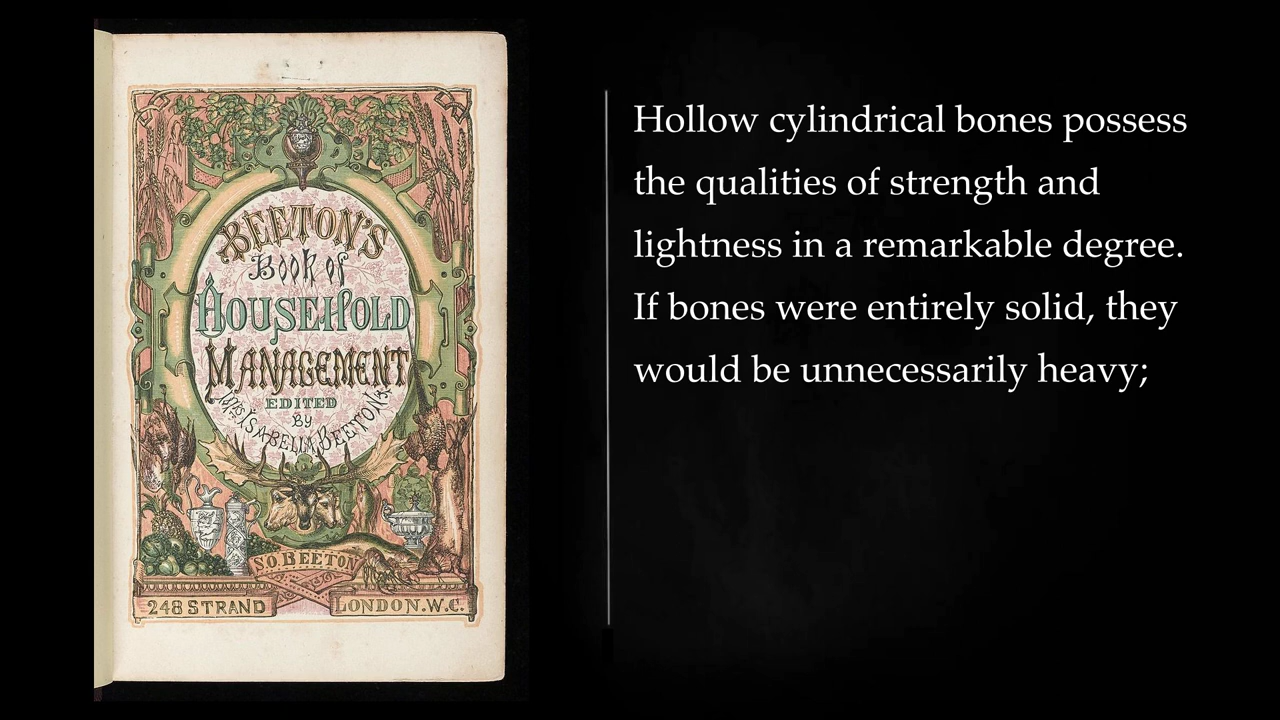 BEETON'S
Book of
HOUSEHOLD
MANAGEMENT
EDITED
BY
MRS ISABELLA BEETON
S.O. BEETON
248 STRAND
LONDON. W.C.
Hollow cylindrical bones possess
the qualities of strength and
lightness in a remarkable degree.
If bones were entirely solid, they
would be unnecessarily heavy;